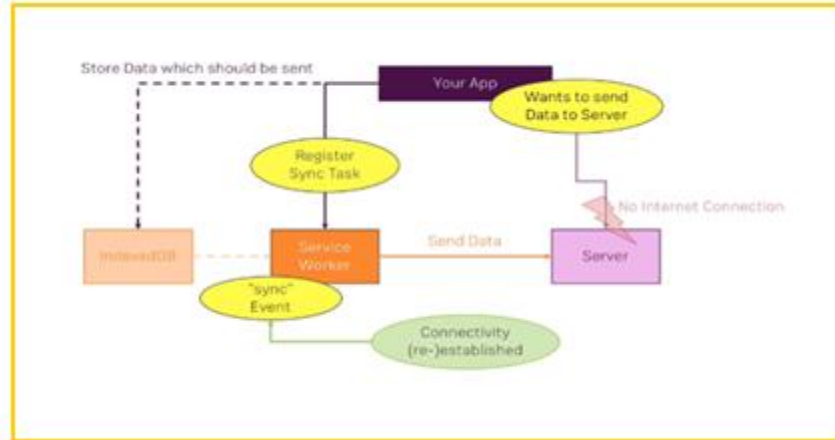 Store Data which should be sent
Your App
Wants to send
Data to Server
Register
Sync Task
No Internet Connection
IndexedDB
Service
Worker
Send Data
Server
"sync"
Event
Connectivity
(re-)established